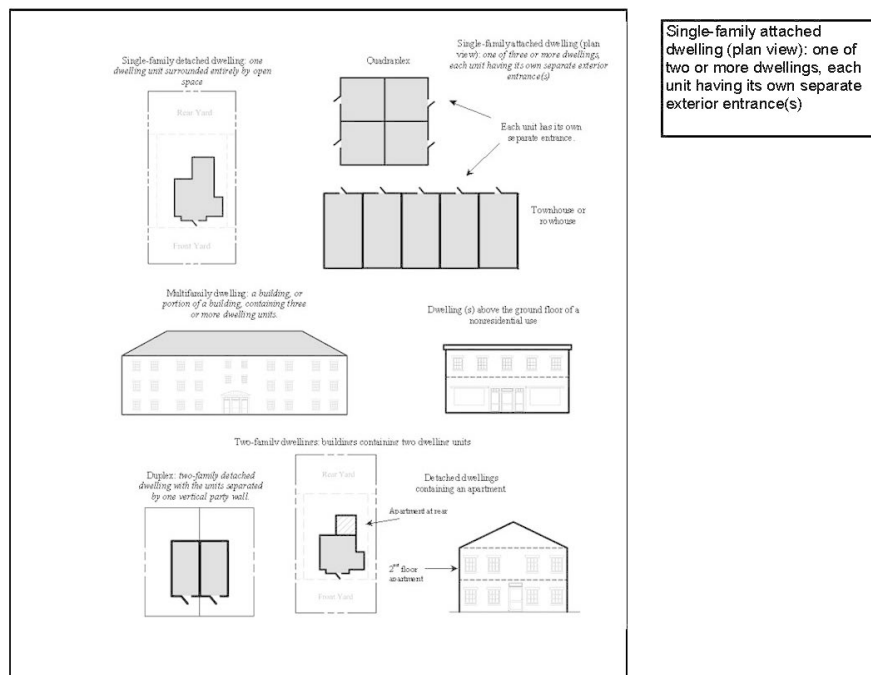 Single-family detached dwelling: one
dwelling unit surrounded entirely by open
space
Rear Yard
Front Yard
Quadraplex
Single-family attached dwelling (plan
view): one of three or more dwellings,
each unit having its own separate exterior
entrance(s)
Each unit has its own
separate entrance.
Townhouse or
rowhouse
Single-family attached
dwelling (plan view): one of
two or more dwellings, each
unit having its own separate
exterior entrance(s)
Multifamily dwelling: a building, or
portion of a building, containing three
or more dwelling units.
Dwelling (s) above the ground floor of a
nonresidential use
Two-family dwellings: buildings containing two dwelling units
Duplex: two-family detached
dwelling with the units separated
by one vertical party wall.
Rear Yard
Front Yard
Detached dwellings
containing an apartment
Apartment at rear
2nd floor
apartment